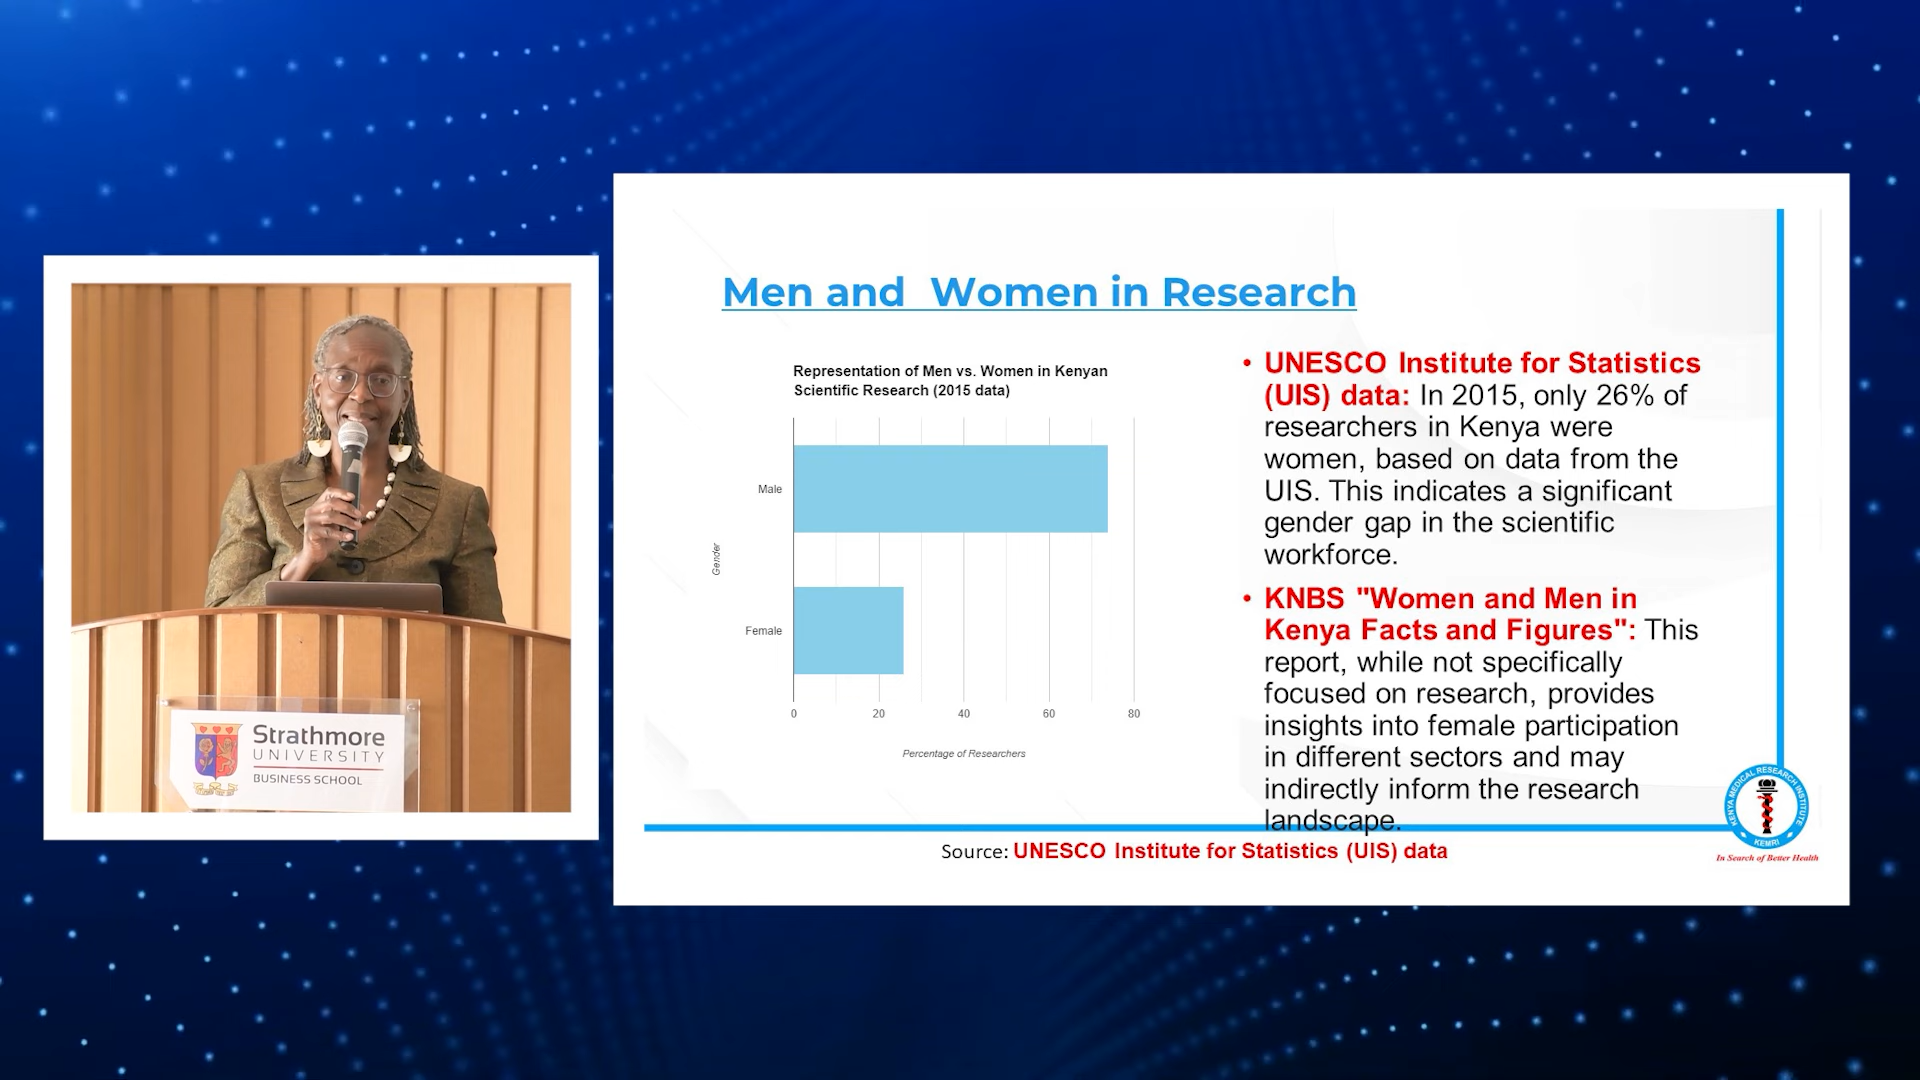 Men and  Women in Research
Representation of Men vs. Women in Kenyan
Scientific Research (2015 data)
Male
Female
Gender
0 20 40 60 80
Percentage of Researchers
• UNESCO Institute for Statistics
(UIS) data: In 2015, only 26% of
researchers in Kenya were
women, based on data from the
UIS. This indicates a significant
gender gap in the scientific
workforce.
• KNBS "Women and Men in
Kenya Facts and Figures": This
report, while not specifically
focused on research, provides
insights into female participation
in different sectors and may
indirectly inform the research
landscape.
Source: UNESCO Institute for Statistics (UIS) data
KENYA MEDICAL RESEARCH INSTITUTE
KEMRI
In Search of Better Health
Strathmore
UNIVERSITY
BUSINESS SCHOOL